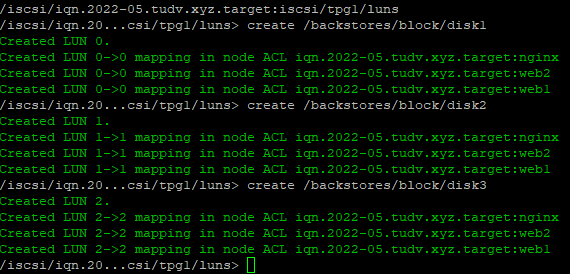 /iscsi/iqn.2022-05.tudv.xyz.target:iscsi/tpg1/luns
/iscsi/iqn.20...csi/tpg1/luns> create /backstores/block/disk1
Created LUN 0.
Created LUN 0->0 mapping in node ACL iqn.2022-05.tudv.xyz.target:nginx
Created LUN 0->0 mapping in node ACL iqn.2022-05.tudv.xyz.target:web2
Created LUN 0->0 mapping in node ACL iqn.2022-05.tudv.xyz.target:web1
/iscsi/iqn.20...csi/tpg1/luns> create /backstores/block/disk2
Created LUN 1.
Created LUN 1->1 mapping in node ACL iqn.2022-05.tudv.xyz.target:nginx
Created LUN 1->1 mapping in node ACL iqn.2022-05.tudv.xyz.target:web2
Created LUN 1->1 mapping in node ACL iqn.2022-05.tudv.xyz.target:web1
/iscsi/iqn.20...csi/tpg1/luns> create /backstores/block/disk3
Created LUN 2.
Created LUN 2->2 mapping in node ACL iqn.2022-05.tudv.xyz.target:nginx
Created LUN 2->2 mapping in node ACL iqn.2022-05.tudv.xyz.target:web2
Created LUN 2->2 mapping in node ACL iqn.2022-05.tudv.xyz.target:web1
/iscsi/iqn.20...csi/tpg1/luns>